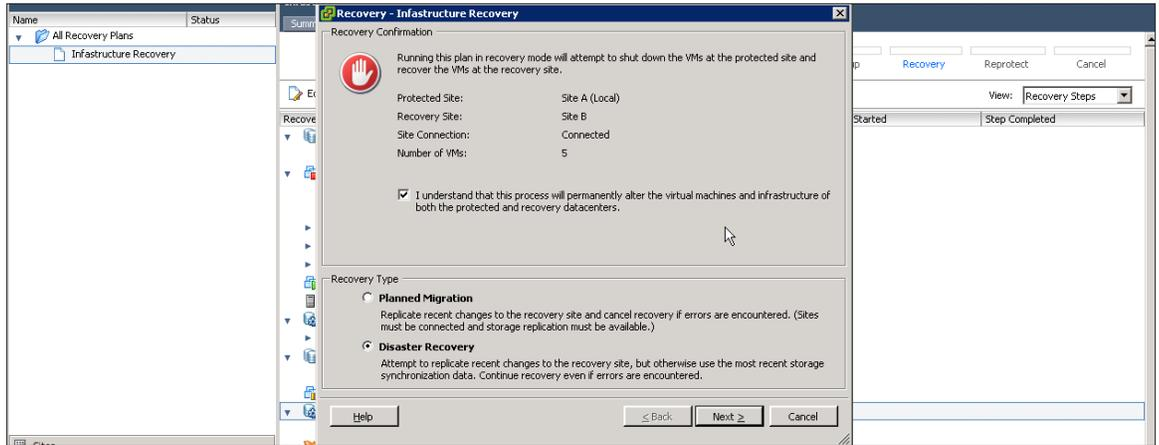 Recovery - Infastructure Recovery
Name Status
Summ
All Recovery Plans
Infastructure Recovery
Recovery Confirmation
Running this plan in recovery mode will attempt to shut down the VMs at the protected site and
recover the VMs at the recovery site.
Protected Site: Site A (Local)
Recovery Site: Site B
Site Connection: Connected
Number of VMs: 5
I understand that this process will permanently alter the virtual machines and infrastructure of
both the protected and recovery datacenters.
Recovery Type
Planned Migration
Replicate recent changes to the recovery site and cancel recovery if errors are encountered. (Sites
must be connected and storage replication must be available.)
Disaster Recovery
Attempt to replicate recent changes to the recovery site, but otherwise use the most recent storage
synchronization data. Continue recovery even if errors are encountered.
Help < Back Next > Cancel
up Recovery Reprotect Cancel
Ed View: Recovery Steps
Recove Started Step Completed